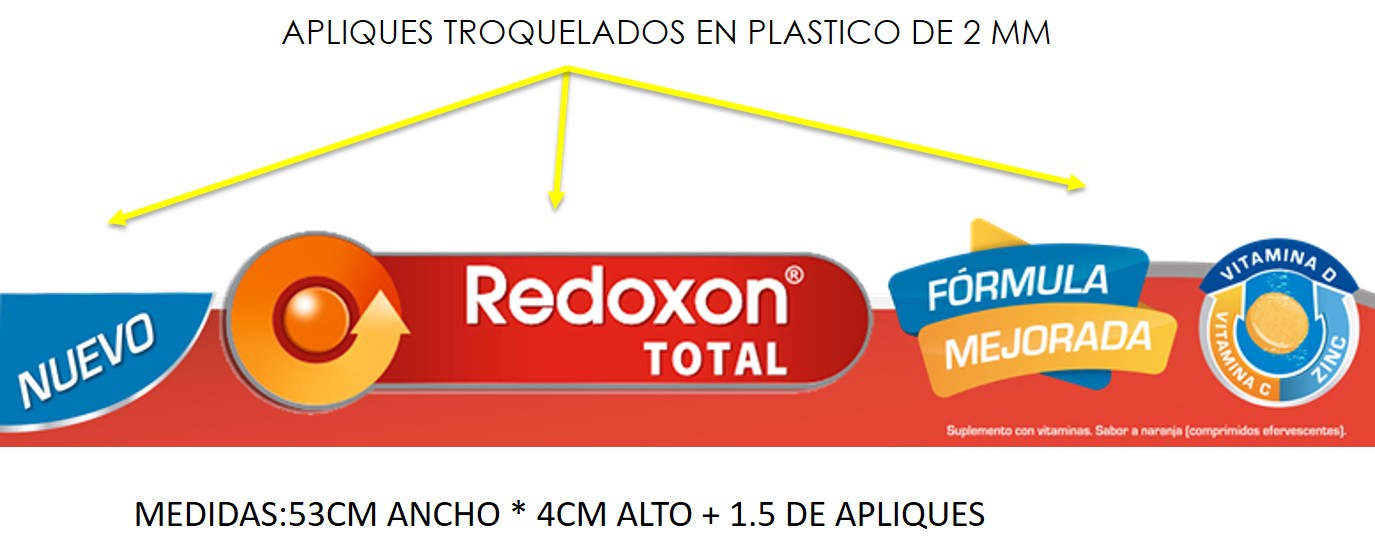 APLIQUES TROQUELADOS EN PLASTICO DE 2 MM
NUEVO
Redoxon®
TOTAL
FÓRMULA
MEJORADA
VITAMINA D
VITAMINA C
ZINC
Suplemento con vitaminas. Sabor a naranja (comprimidos efervescentes).
MEDIDAS:53CM ANCHO * 4CM ALTO + 1.5 DE APLIQUES